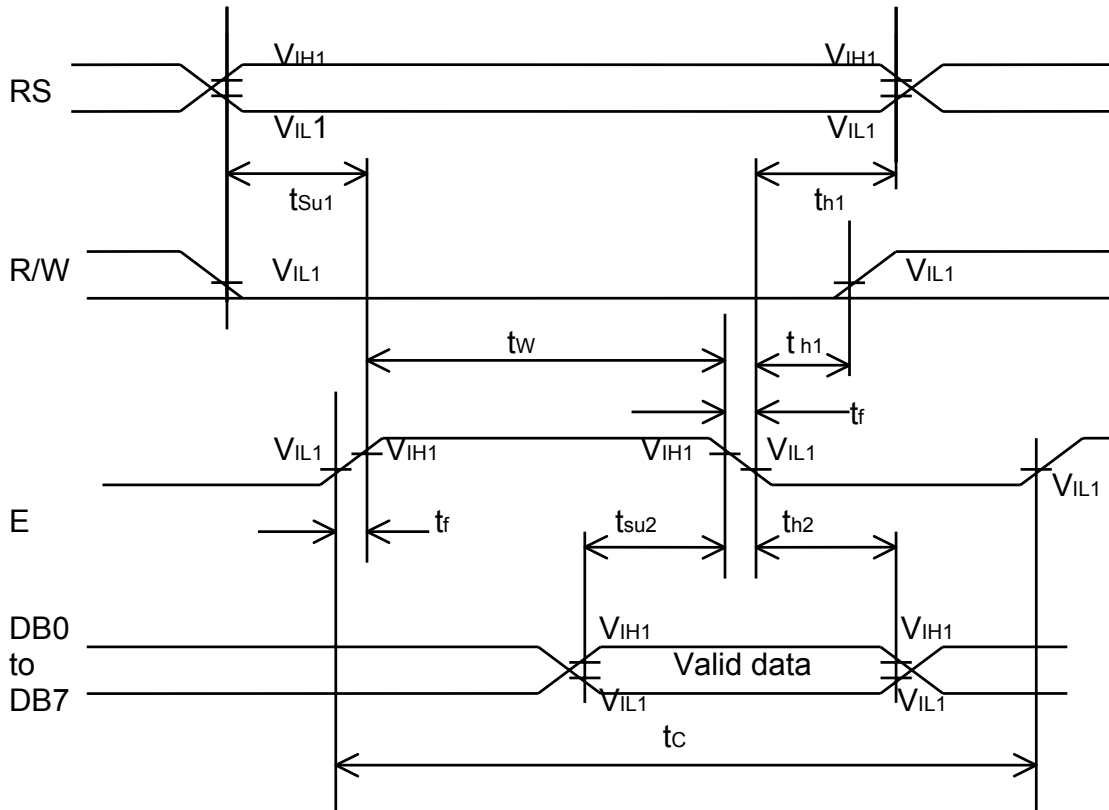 VIH1 VIH1
RS
VIL1 VIL1
tSu1 th1
R/W VIL1 VIL1
tW th1
tf
VIL1 VIH1 VIH1 VIL1
VIL1
E tf tsu2 th2
DB0 VIH1 VIH1
to Valid data
DB7 VIL1 VIL1
tC